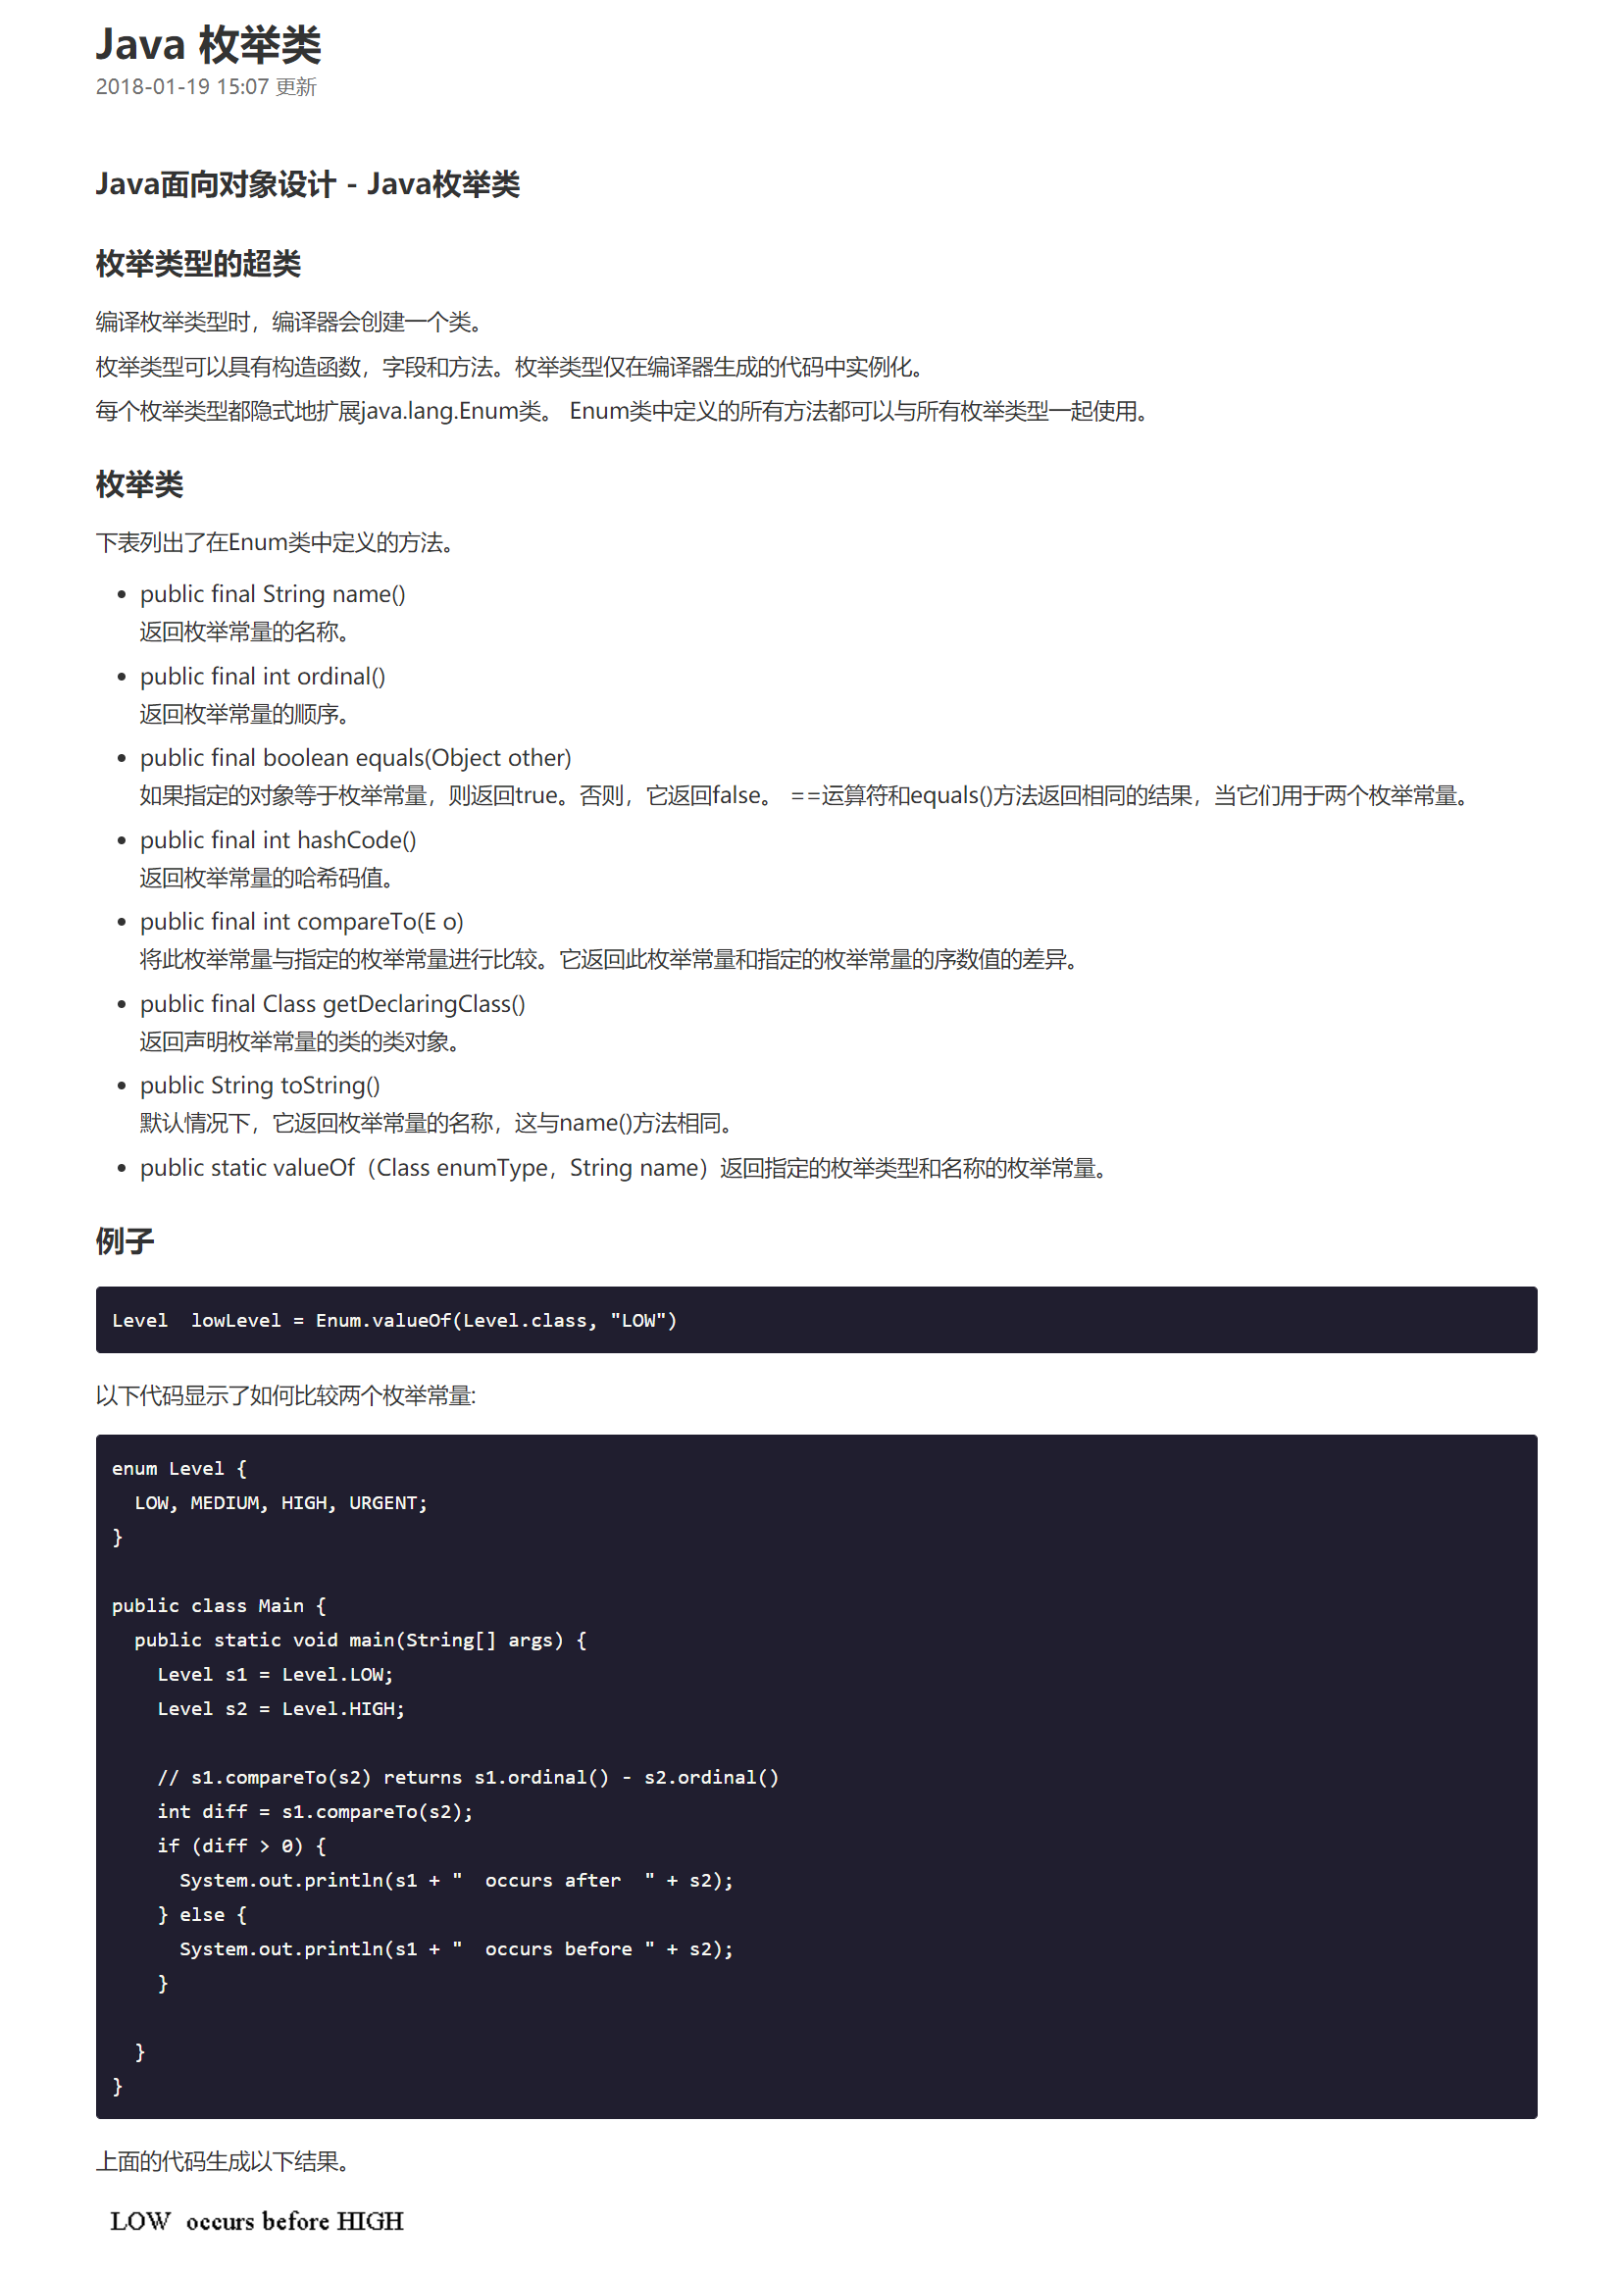 Java 枚举类
2018-01-19 15:07 更新
Java面向对象设计 - Java枚举类
枚举类型的超类
编译枚举类型时，编译器会创建一个类。
枚举类型可以具有构造函数，字段和方法。枚举类型仅在编译器生成的代码中实例化。
每个枚举类型都隐式地扩展java.lang.Enum类。 Enum类中定义的所有方法都可以与所有枚举类型一起使用。
枚举类
下表列出了在Enum类中定义的方法。
• public final String name()
返回枚举常量的名称。
• public final int ordinal()
返回枚举常量的顺序。
• public final boolean equals(Object other)
如果指定的对象等于枚举常量，则返回true。否则，它返回false。 ==运算符和equals()方法返回相同的结果，当它们用于两个枚举常量。
• public final int hashCode()
返回枚举常量的哈希码值。
• public final int compareTo(E o)
将此枚举常量与指定的枚举常量进行比较。它返回此枚举常量和指定的枚举常量的序数值的差异。
• public final Class getDeclaringClass()
返回声明枚举常量的类的类对象。
• public String toString()
默认情况下，它返回枚举常量的名称，这与name()方法相同。
• public static valueOf（Class enumType，String name）返回指定的枚举类型和名称的枚举常量。
例子
Level  lowLevel = Enum.valueOf(Level.class, "LOW")
以下代码显示了如何比较两个枚举常量:
enum Level {
  LOW, MEDIUM, HIGH, URGENT;
}
public class Main {
  public static void main(String[] args) {
    Level s1 = Level.LOW;
    Level s2 = Level.HIGH;
    // s1.compareTo(s2) returns s1.ordinal() - s2.ordinal()
    int diff = s1.compareTo(s2);
    if (diff > 0) {
      System.out.println(s1 + "  occurs after  " + s2);
    } else {
      System.out.println(s1 + "  occurs before " + s2);
    }
  }
}
上面的代码生成以下结果。
LOW  occurs before HIGH